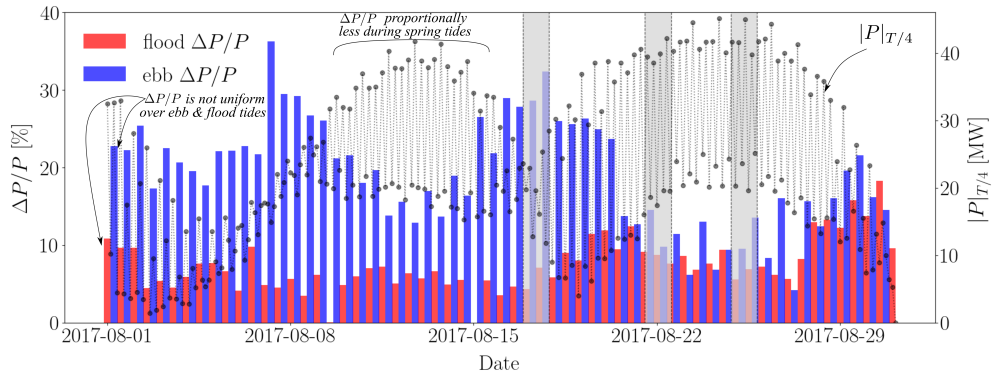 ΔP/P proportionally
less during spring tides
|P|_{T/4}
flood ΔP/P
ebb ΔP/P
ΔP/P is not uniform
over ebb & flood tides
ΔP/P [%]
40
30
20
10
0
|P|_{T/4} [MW]
40
30
20
10
0
2017-08-01
2017-08-08
2017-08-15
2017-08-22
2017-08-29
Date